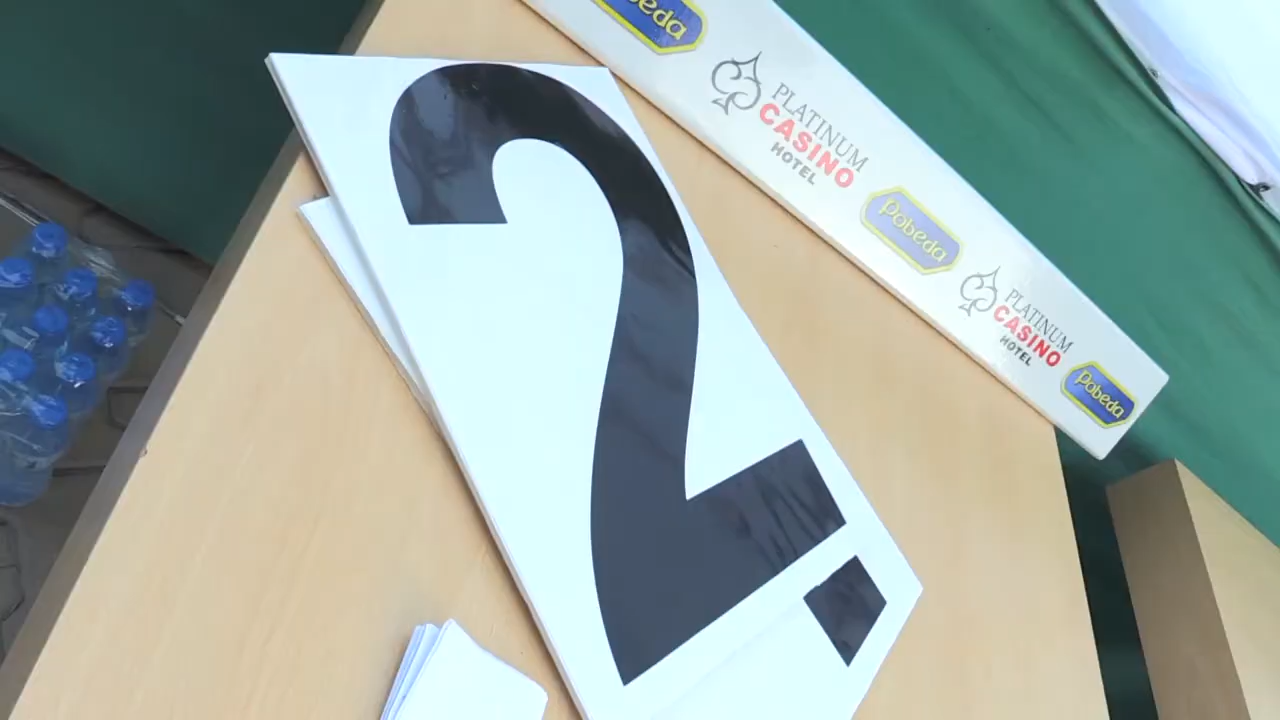 Pobeda
PLATINUM
CASINO
HOTEL
Pobeda
PLATINUM
CASINO
HOTEL
Pobeda
2.